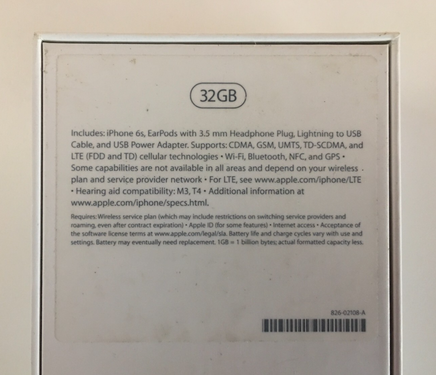 32GB
Includes: iPhone 6s, EarPods with 3.5 mm Headphone Plug, Lightning to USB
Cable, and USB Power Adapter. Supports: CDMA, GSM, UMTS, TD-SCDMA, and
LTE (FDD and TD) cellular technologies • Wi-Fi, Bluetooth, NFC, and GPS •
Some capabilities are not available in all areas and depend on your wireless
plan and service provider network • For LTE, see www.apple.com/iphone/LTE
• Hearing aid compatibility: M3, T4 • Additional information at
www.apple.com/iphone/specs.html.
Requires: Wireless service plan (which may include restrictions on switching service providers and
roaming, even after contract expiration) • Apple ID (for some features) • Internet access • Acceptance of
the software license terms at www.apple.com/legal/sla. Battery life and charge cycles vary with use and
settings. Battery may eventually need replacement. 1GB = 1 billion bytes; actual formatted capacity less.
826-02108-A